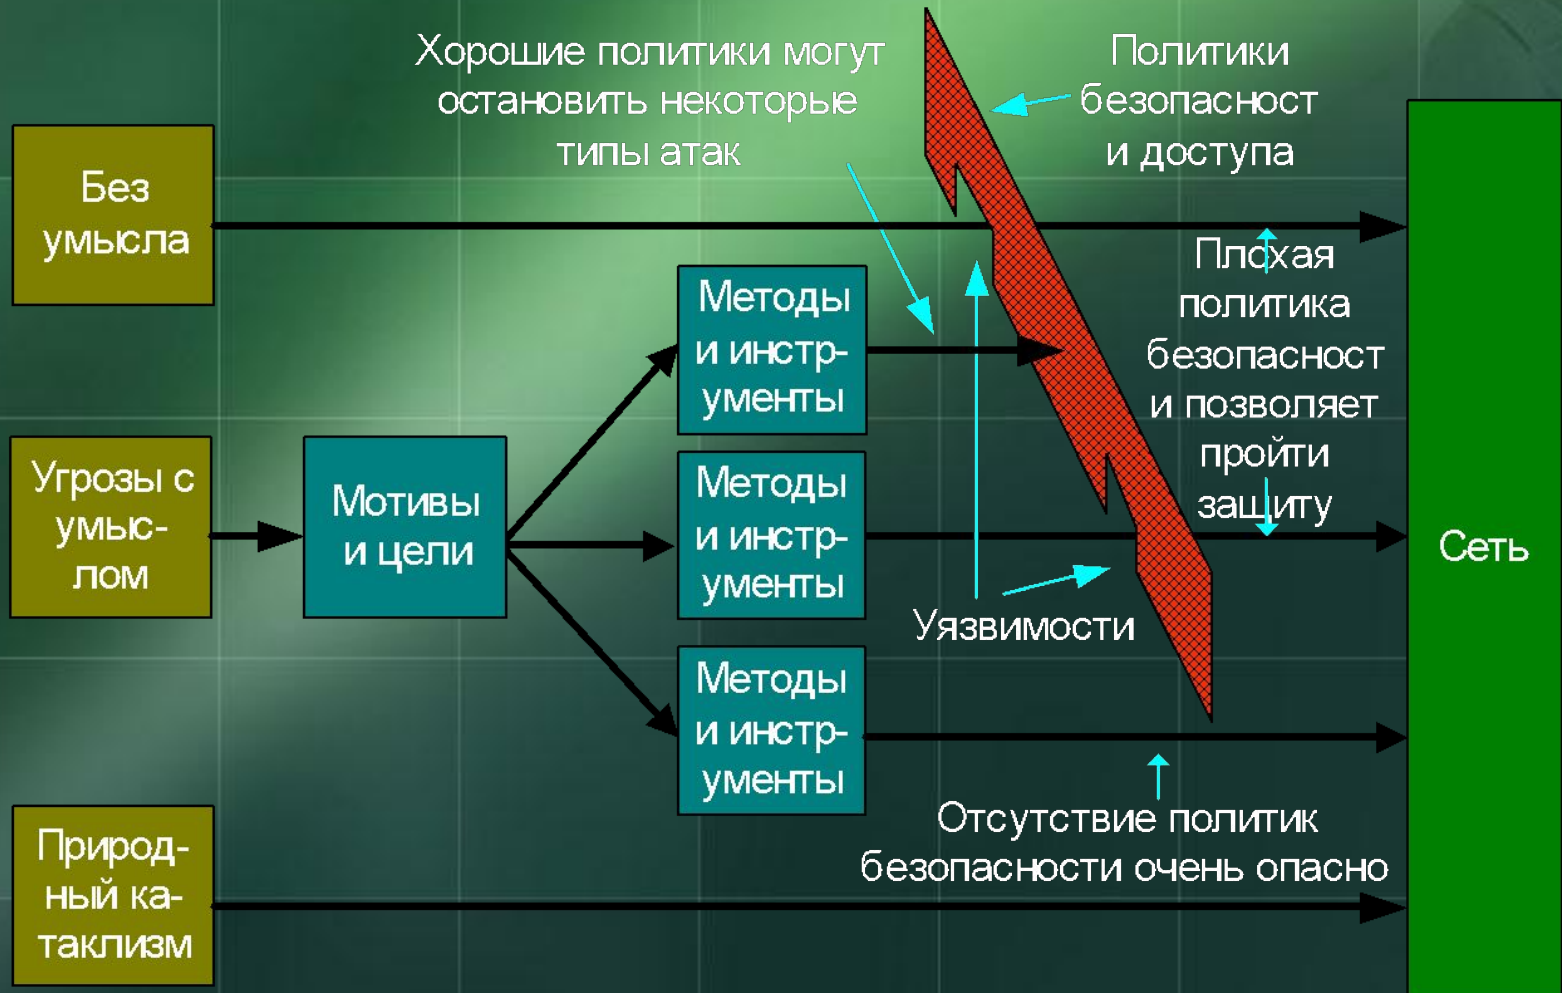 Хорошие политики могут
остановить некоторые
типы атак
Политики
безопасност
и доступа
Без
умысла
Плохая
политика
безопасност
и позволяет
пройти
защиту
Методы
и инстр-
ументы
Угрозы с
умыс-
лом
Мотивы
и цели
Методы
и инстр-
ументы
Сеть
Уязвимости
Методы
и инстр-
ументы
Отсутствие политик
безопасности очень опасно
Природ-
ный ка-
таклизм